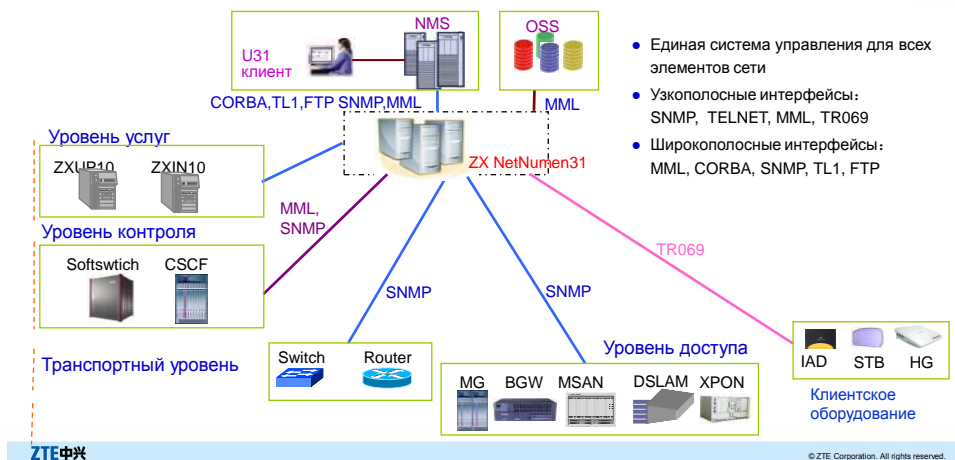 NMS
OSS
U31
клиент
CORBA,TL1,FTP SNMP,MML
MML
ZX NetNumen31
● Единая система управления для всех
элементов сети
● Узкополосные интерфейсы:
SNMP, TELNET, MML, TR069
● Широкополосные интерфейсы:
MML, CORBA, SNMP, TL1, FTP
Уровень услуг
ZXUP10 ZXIN10
MML,
SNMP
Уровень контроля
Softswtich CSCF
TR069
SNMP
SNMP
Транспортный уровень
Switch Router
Уровень доступа
MG BGW MSAN DSLAM XPON
IAD STB HG
Клиентское
оборудование
ZTE中兴
© ZTE Corporation. All rights reserved.